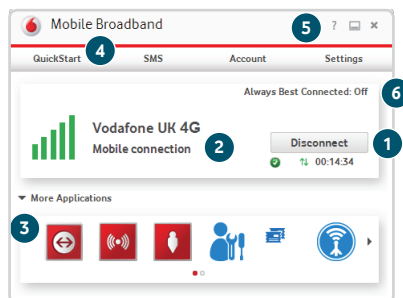 Mobile Broadband
5
?
4
QuickStart SMS Account Settings
Always Best Connected: Off
6
Vodafone UK 4G
Mobile connection
2
Disconnect
1
00:14:34
More Applications
3